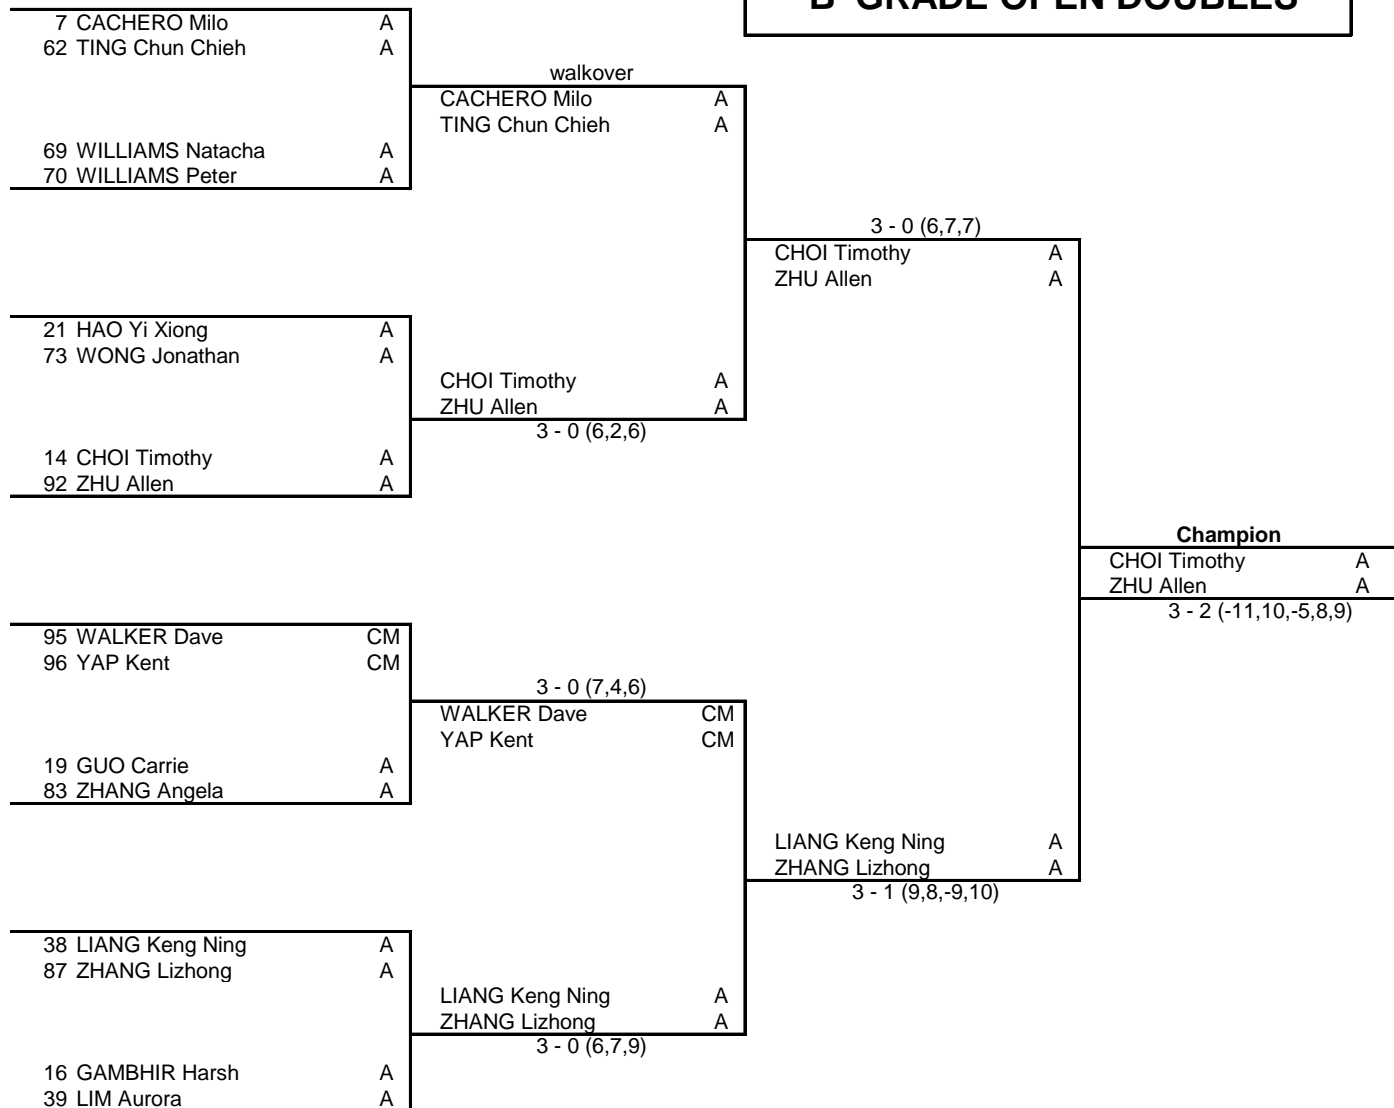 B GRADE OPEN DOUBLES
7 CACHERO Milo A
62 TING Chun Chieh A
walkover
CACHERO Milo A
TING Chun Chieh A
69 WILLIAMS Natacha A
70 WILLIAMS Peter A
3 - 0 (6,7,7)
CHOI Timothy A
ZHU Allen A
21 HAO Yi Xiong A
73 WONG Jonathan A
CHOI Timothy A
ZHU Allen A
3 - 0 (6,2,6)
14 CHOI Timothy A
92 ZHU Allen A
Champion
CHOI Timothy A
ZHU Allen A
3 - 2 (-11,10,-5,8,9)
95 WALKER Dave CM
96 YAP Kent CM
3 - 0 (7,4,6)
WALKER Dave CM
YAP Kent CM
19 GUO Carrie A
83 ZHANG Angela A
LIANG Keng Ning A
ZHANG Lizhong A
3 - 1 (9,8,-9,10)
38 LIANG Keng Ning A
87 ZHANG Lizhong A
LIANG Keng Ning A
ZHANG Lizhong A
3 - 0 (6,7,9)
16 GAMBHIR Harsh A
39 LIM Aurora A